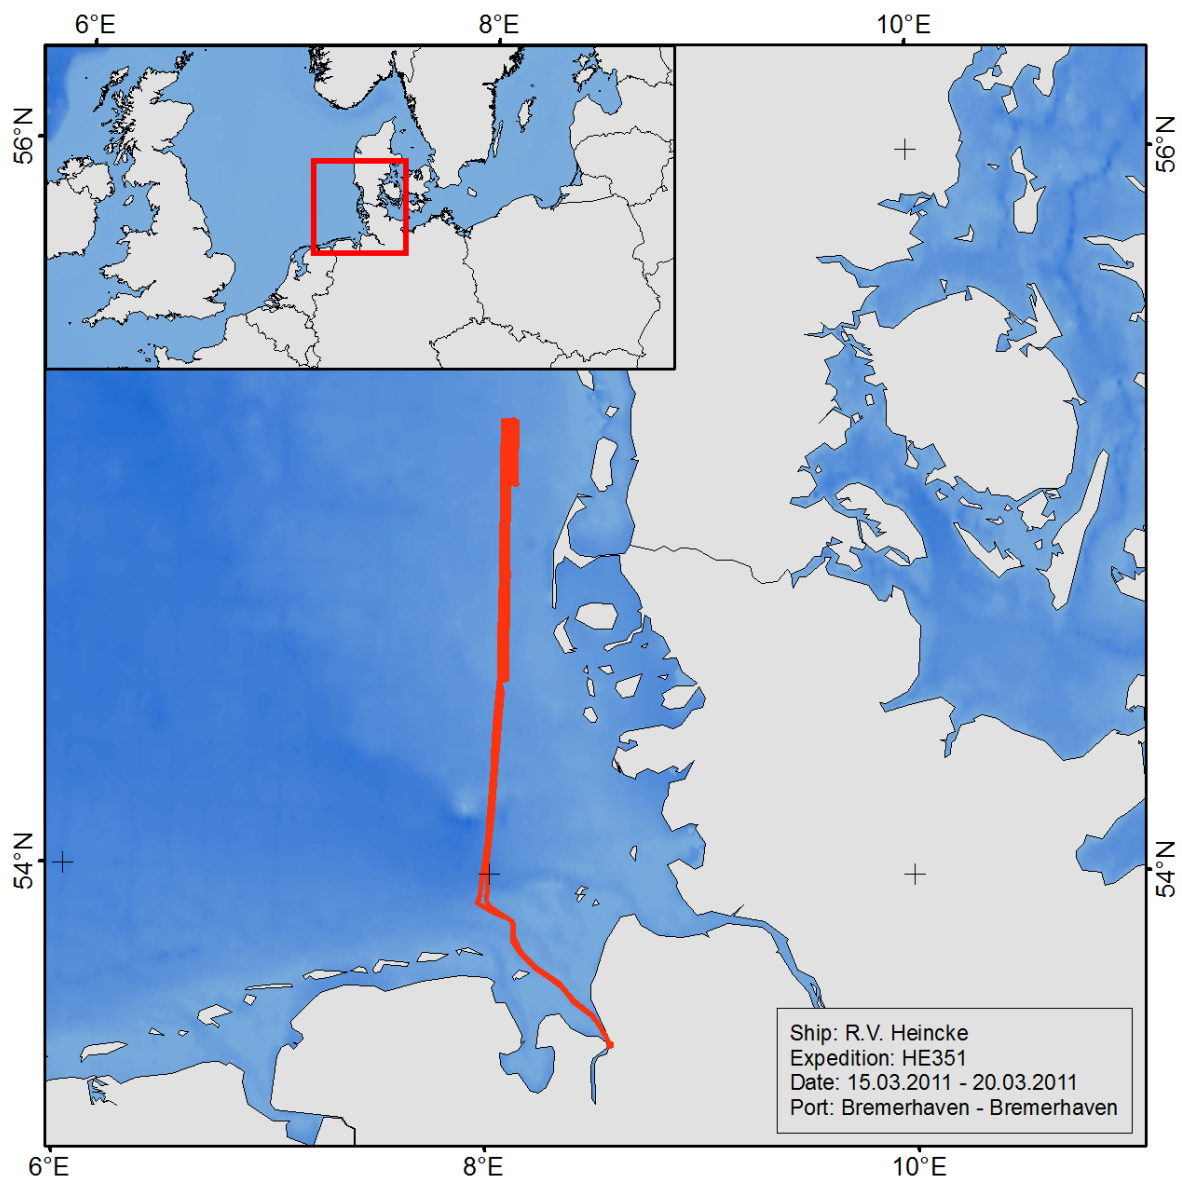 6°E 8°E 10°E
56°N 56°N
54°N 54°N
Ship: R.V. Heincke
Expedition: HE351
Date: 15.03.2011 - 20.03.2011
Port: Bremerhaven - Bremerhaven
6°E 8°E 10°E